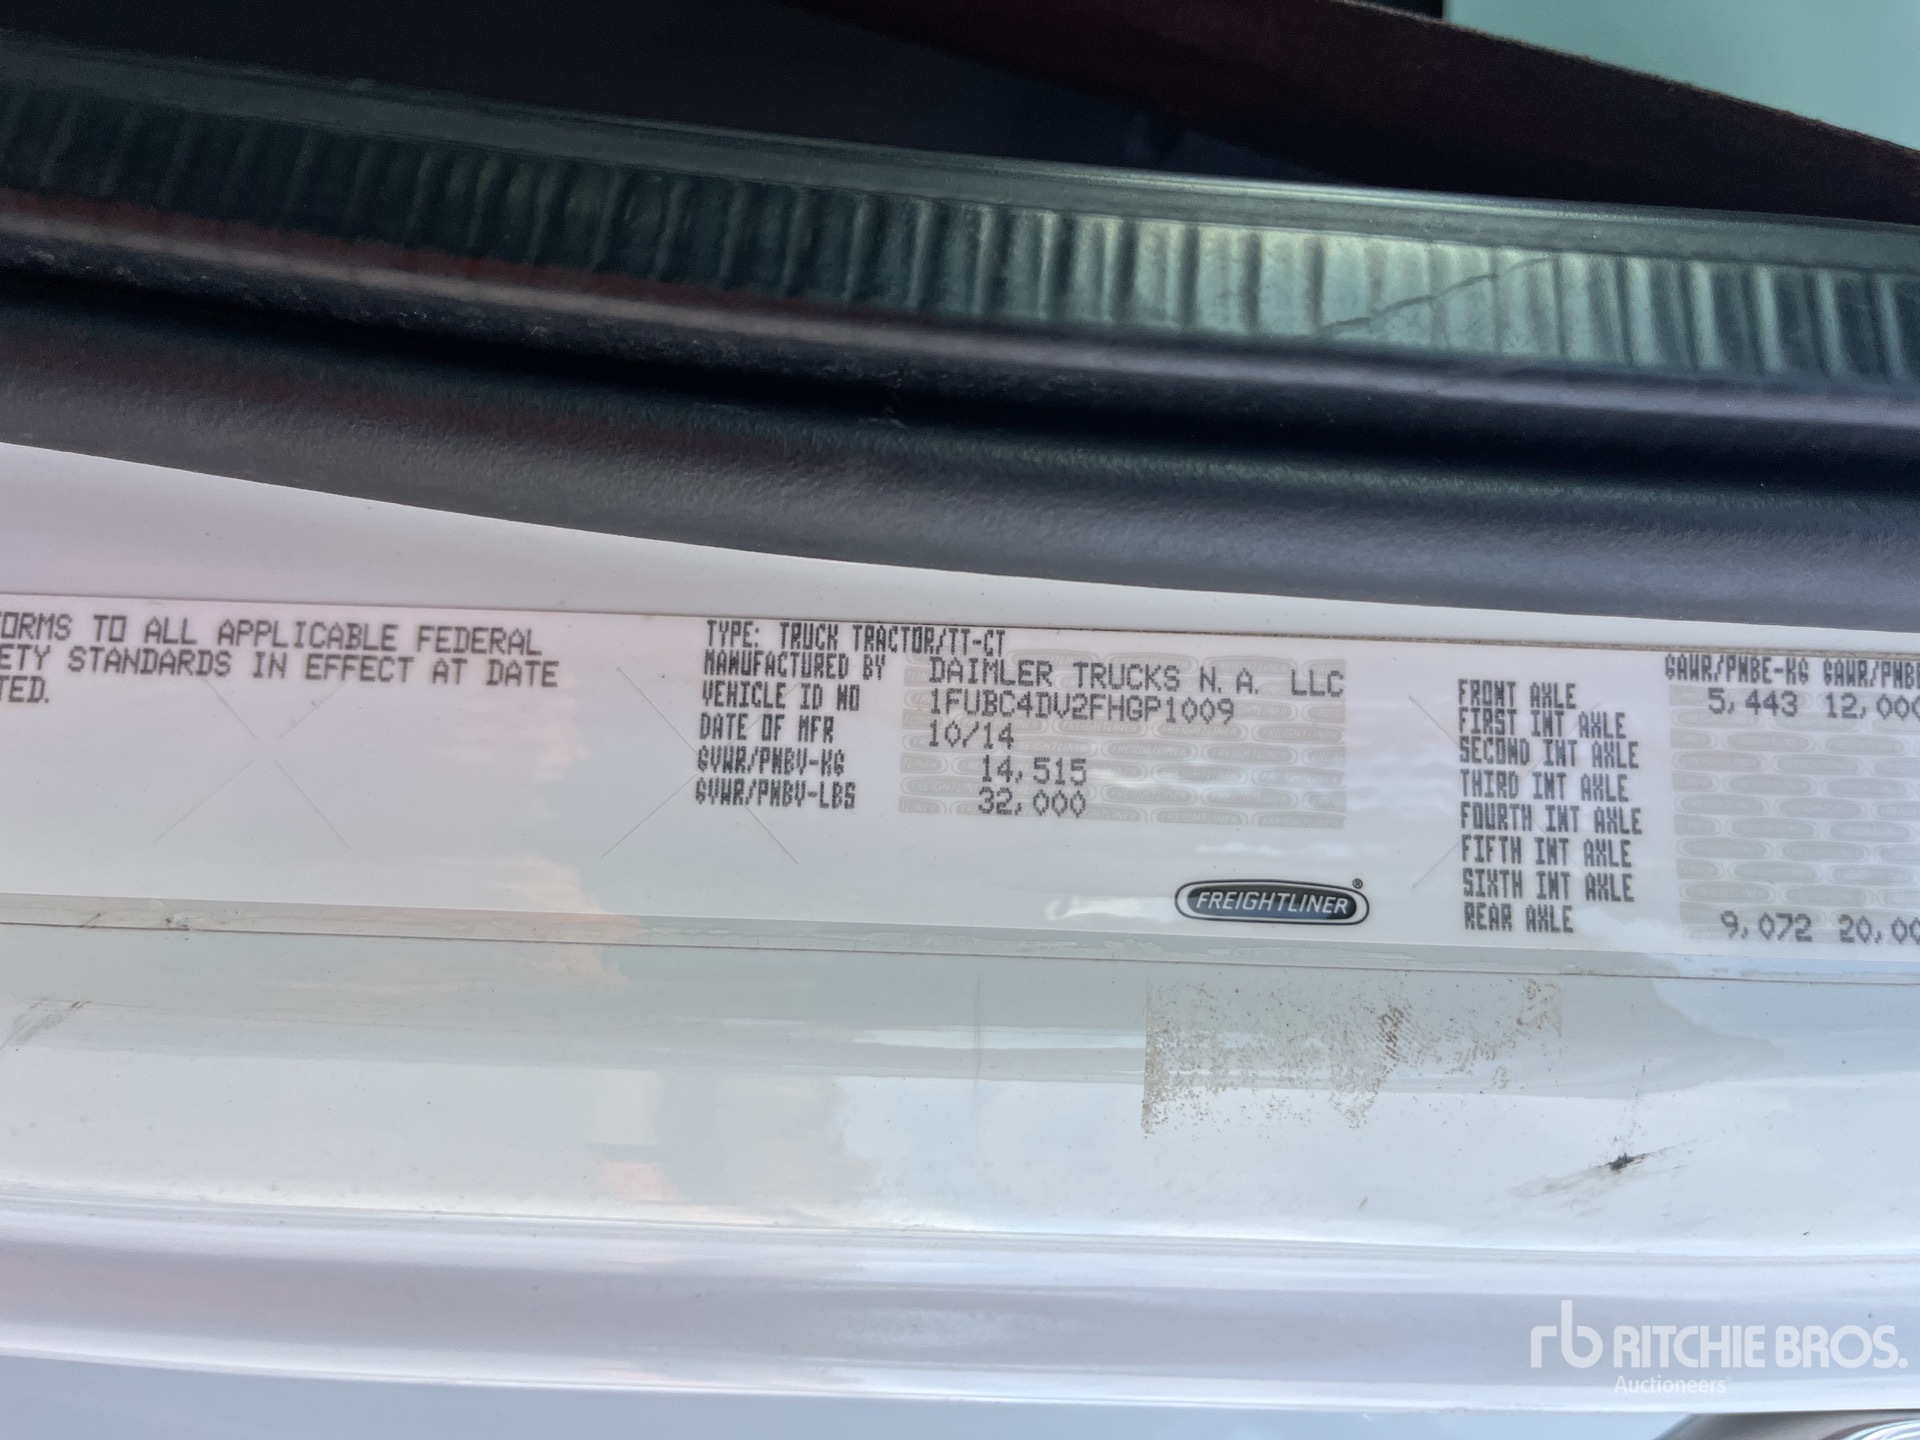 FORMS TO ALL APPLICABLE FEDERAL
ETY STANDARDS IN EFFECT AT DATE
TED.
TYPE: TRUCK TRACTOR/TT-CT
MANUFACTURED BY DAIMLER TRUCKS N.A. LLC
VEHICLE ID NO 1FUBC4DV2FHGP1009
DATE OF MFR 10/14
GVWR/PNBV-KG 14,515
GVWR/PNBV-LBS 32,000
FREIGHTLINER®
GAWR/PNBE-KG GAWR/PNBE
FRONT AXLE 5,443 12,000
FIRST INT AXLE
SECOND INT AXLE
THIRD INT AXLE
FOURTH INT AXLE
FIFTH INT AXLE
SIXTH INT AXLE
REAR AXLE 9,072 20,00
rb RITCHIE BROS.
Auctioneers